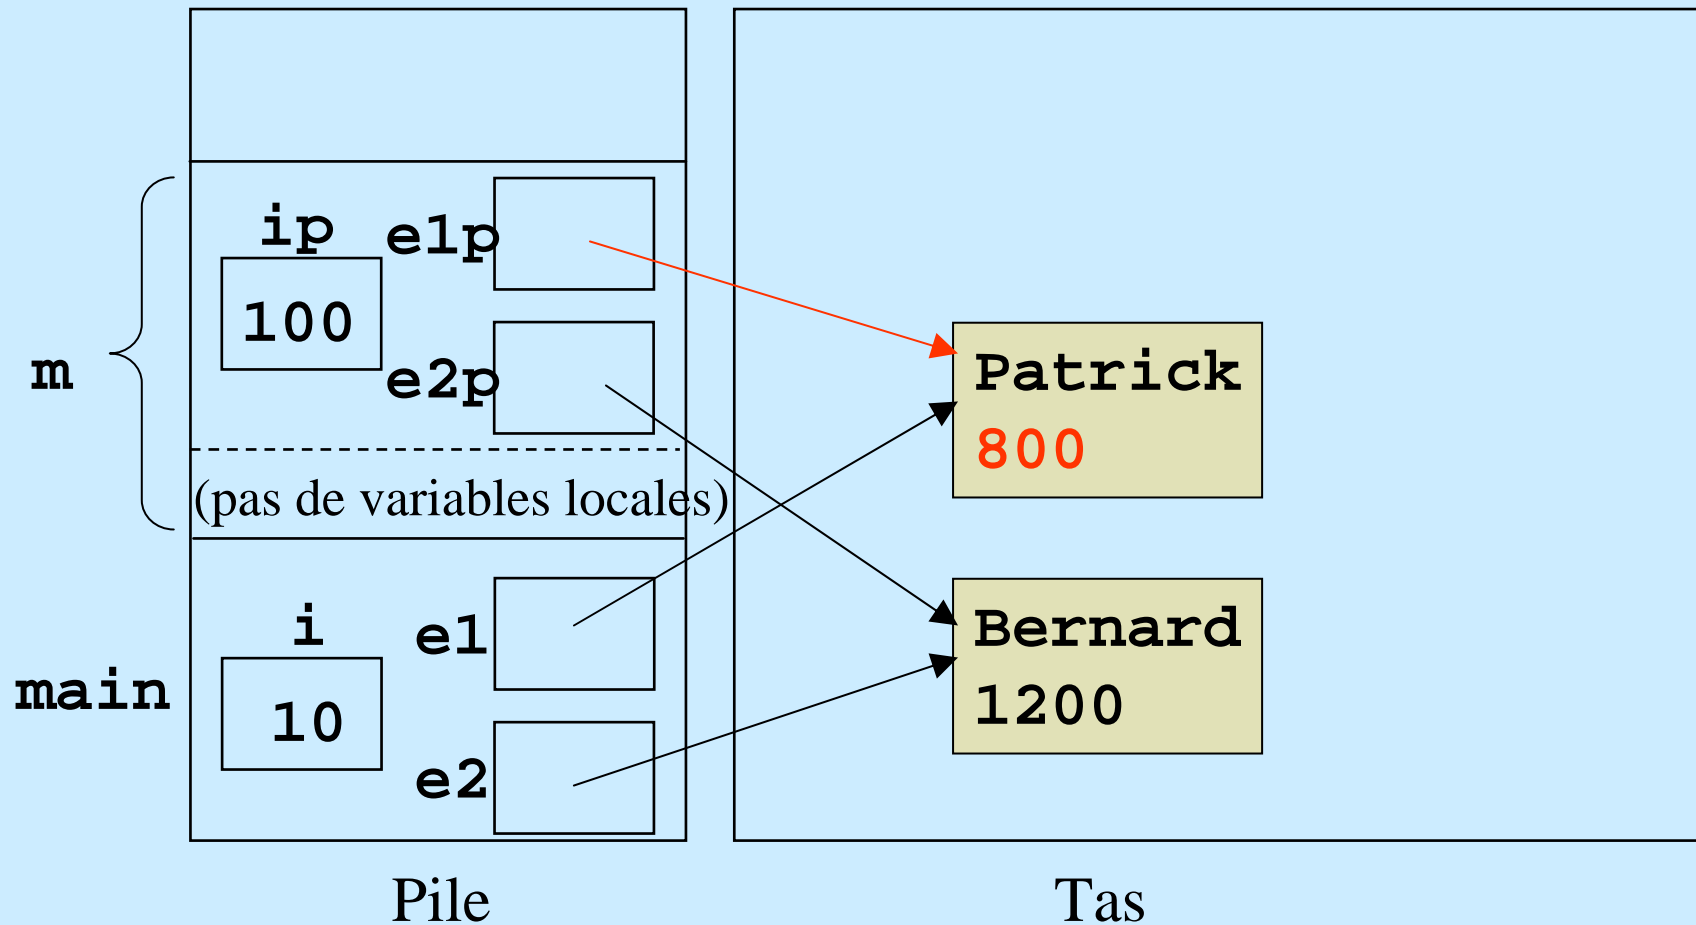 ip
e1p
100
e2p
m
(pas de variables locales)
i
e1
main
10
e2
Pile
Patrick
800
Bernard
1200
Tas